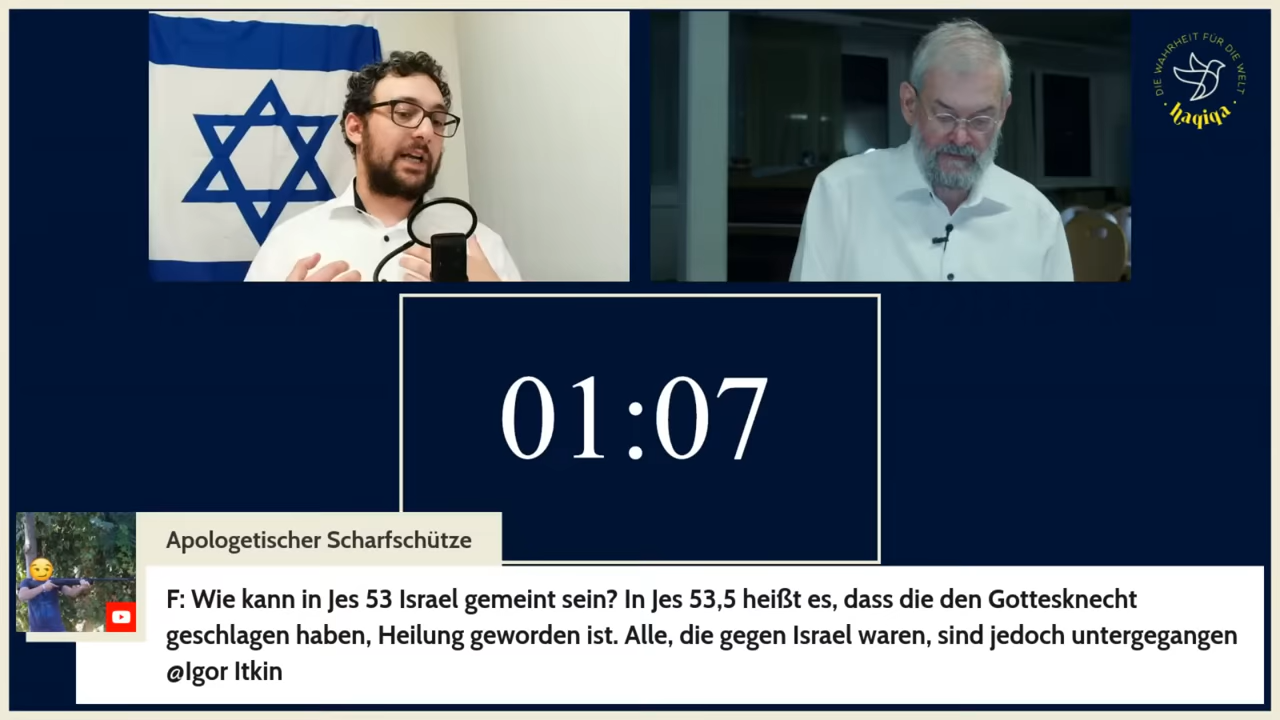 DIE WAHRHEIT FÜR DIE WELT
haqiqa
01:07
Apologetischer Scharfschütze
F: Wie kann in Jes 53 Israel gemeint sein? In Jes 53,5 heißt es, dass die den Gottesknecht
geschlagen haben, Heilung geworden ist. Alle, die gegen Israel waren, sind jedoch untergegangen
@Igor Itkin